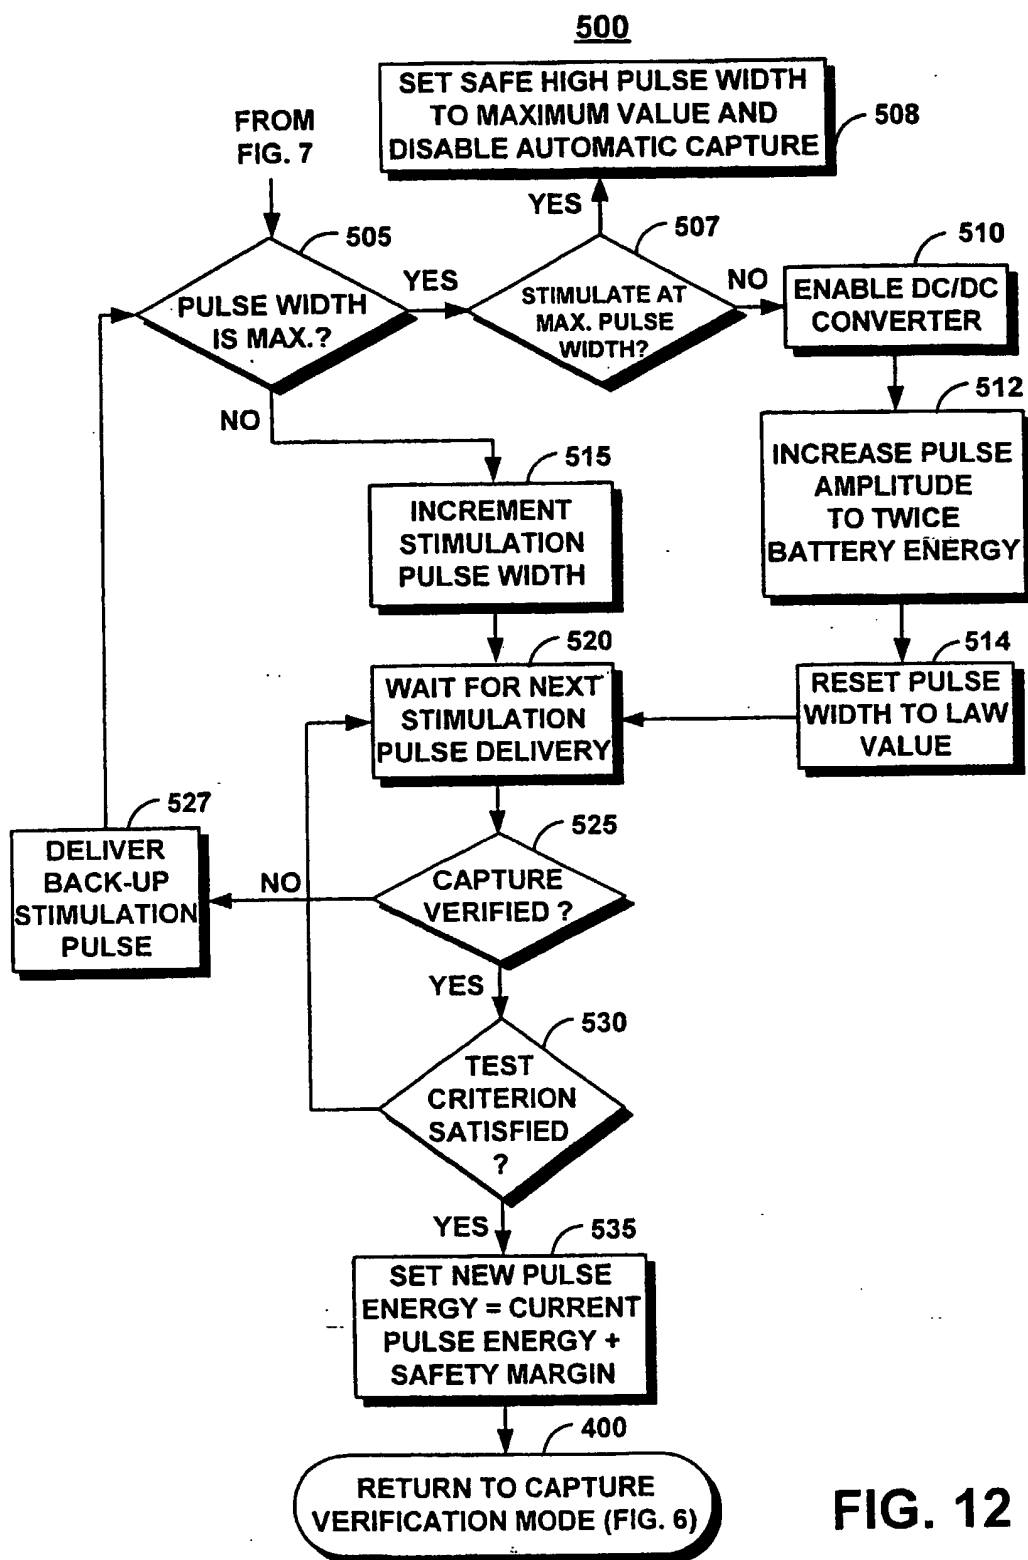 500
SET SAFE HIGH PULSE WIDTH
TO MAXIMUM VALUE AND
DISABLE AUTOMATIC CAPTURE
508
FROM
FIG. 7
YES
505
507
510
PULSE WIDTH
IS MAX.?
YES
STIMULATE AT
MAX. PULSE
WIDTH?
NO
ENABLE DC/DC
CONVERTER
NO
512
INCREASE PULSE
AMPLITUDE
TO TWICE
BATTERY ENERGY
515
INCREMENT
STIMULATION
PULSE WIDTH
520
WAIT FOR NEXT
STIMULATION
PULSE DELIVERY
514
RESET PULSE
WIDTH TO LAW
VALUE
527
DELIVER
BACK-UP
STIMULATION
PULSE
NO
525
CAPTURE
VERIFIED ?
YES
530
TEST
CRITERION
SATISFIED
?
YES
535
SET NEW PULSE
ENERGY = CURRENT
PULSE ENERGY +
SAFETY MARGIN
400
RETURN TO CAPTURE
VERIFICATION MODE (FIG. 6)
FIG. 12